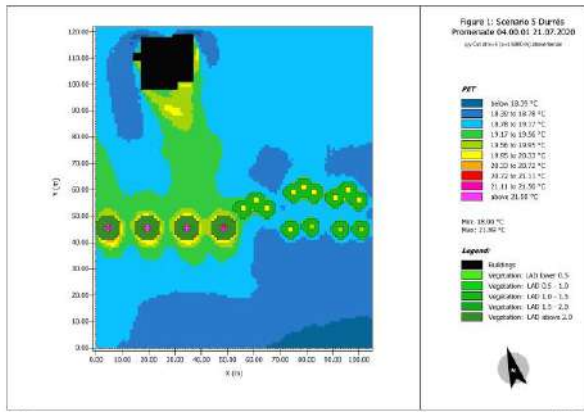 Figure 1: Scenario 5 Durrës
Promenade 04.00.01 21.07.2020
120.00
110.00
100.00
90.00
80.00
70.00
60.00
50.00
40.00
30.00
20.00
10.00
0.00
Y (m)
0.00 10.00 20.00 30.00 40.00 50.00 60.00 70.00 80.00 90.00 100.00
X (m)
PET
below 18.39 °C
18.39 to 18.78 °C
18.78 to 19.17 °C
19.17 to 19.56 °C
19.56 to 19.95 °C
19.95 to 20.33 °C
20.33 to 20.72 °C
20.72 to 21.11 °C
21.11 to 21.50 °C
above 21.50 °C
Min: 18.00 °C
Max: 21.89 °C
Legend:
Buildings
Vegetation: LAD lower 0.5
Vegetation: LAD 0.5 - 1.0
Vegetation: LAD 1.0 - 1.5
Vegetation: LAD 1.5 - 2.0
Vegetation: LAD above 2.0
N